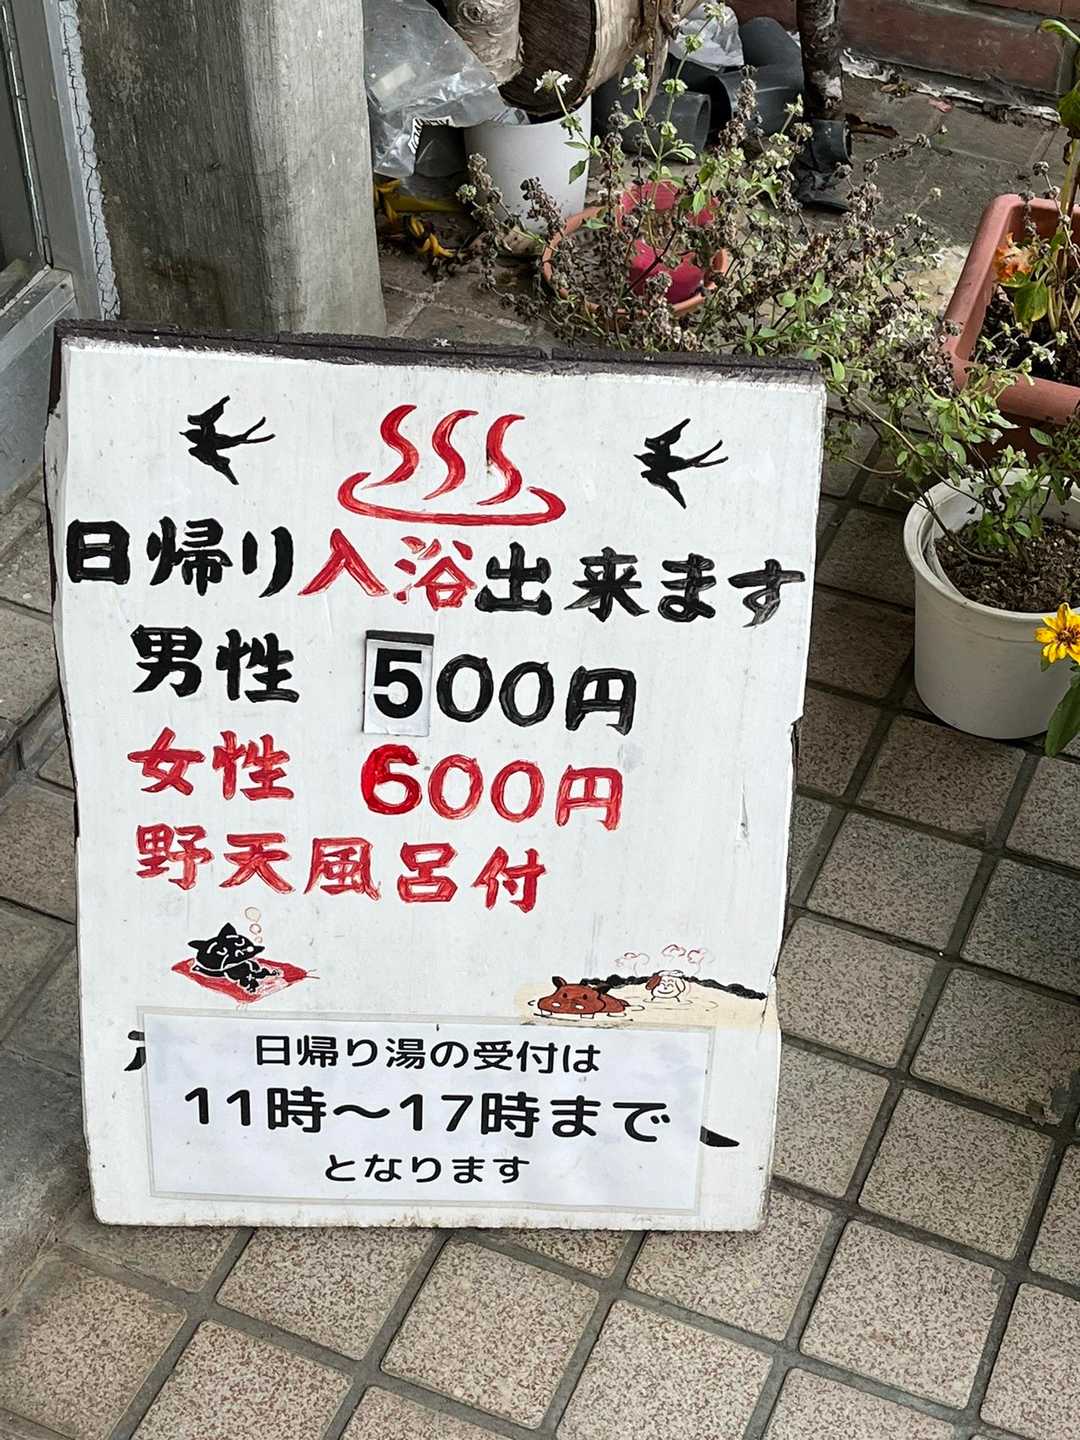 日帰り入浴出来ます
男性 500円
女性 600円
野天風呂付
日帰り湯の受付は
11時～17時まで
となります